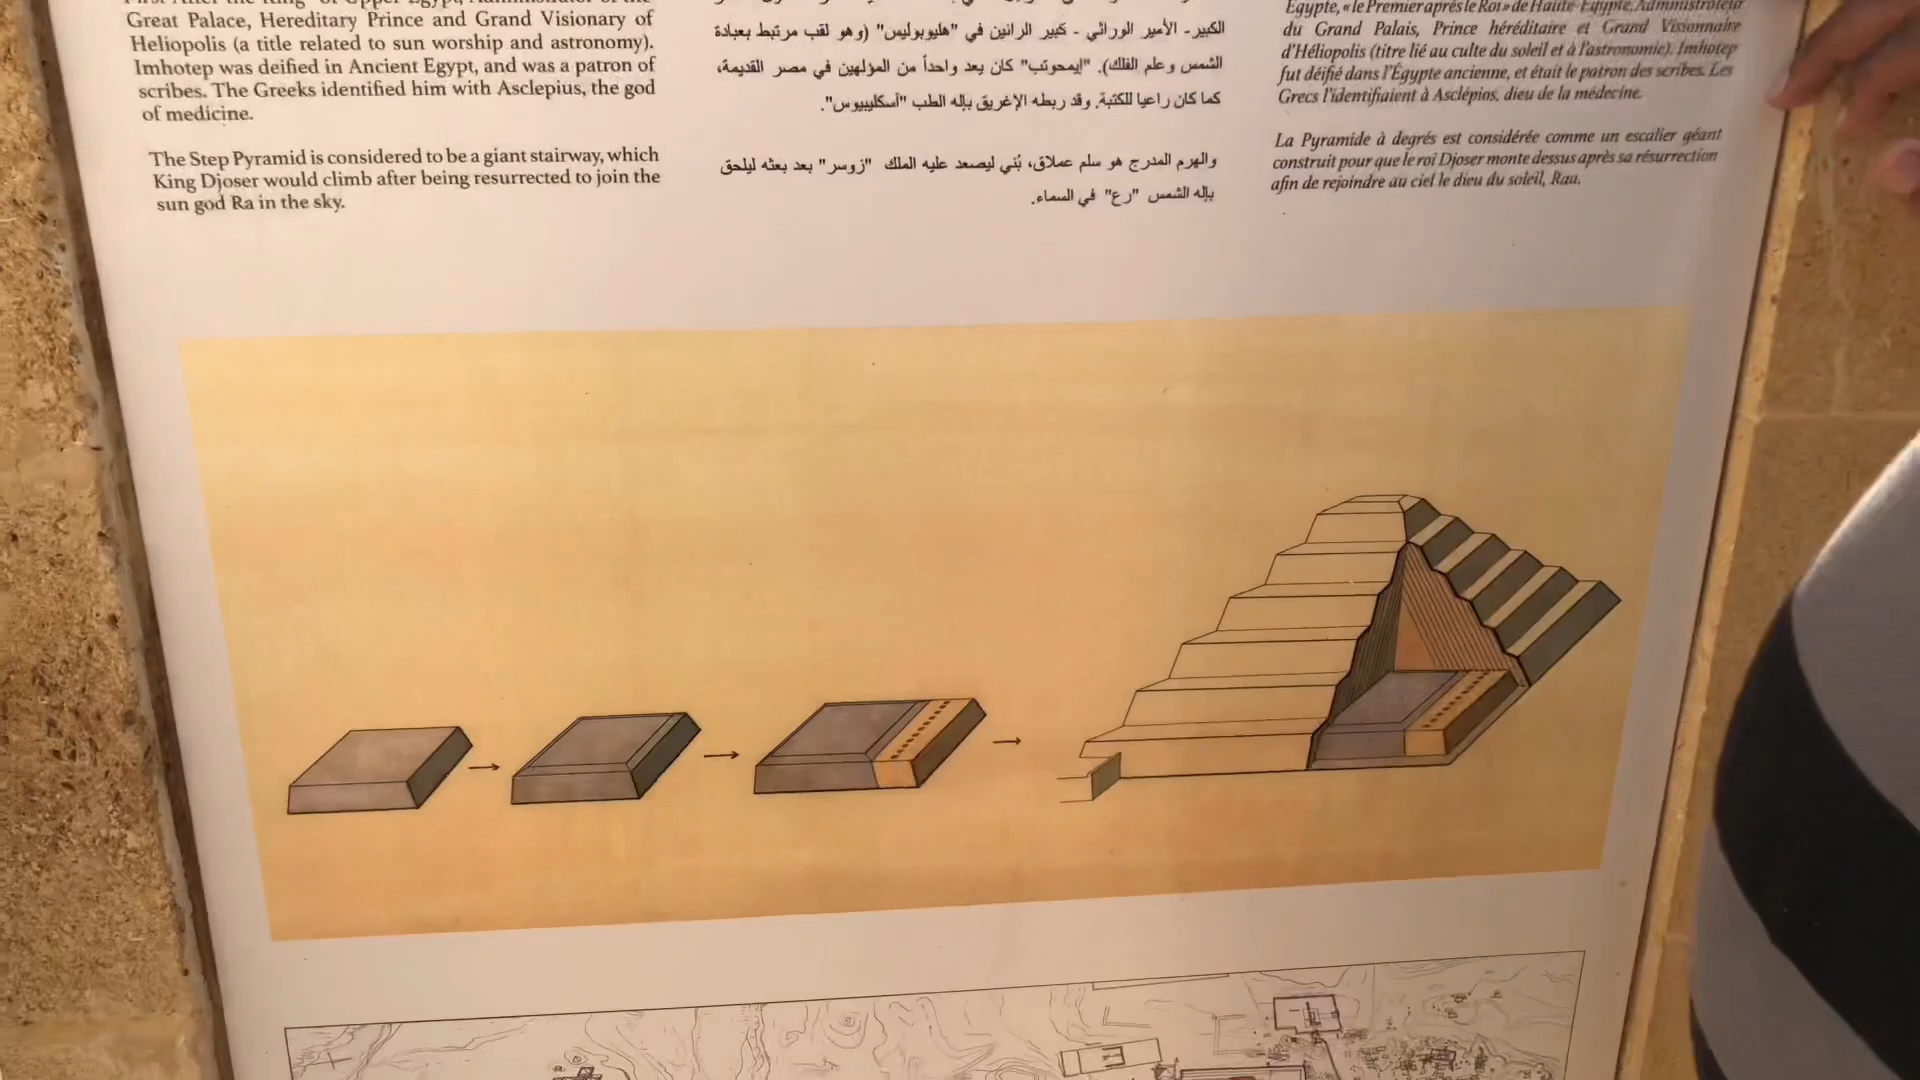 Great Palace, Hereditary Prince and Grand Visionary of
Heliopolis (a title related to sun worship and astronomy).
Imhotep was deified in Ancient Egypt, and was a patron of
scribes. The Greeks identified him with Asclepius, the god
of medicine.
The Step Pyramid is considered to be a giant stairway, which
King Djoser would climb after being resurrected to join the
sun god Ra in the sky.
الكبير- الأمير الوراثي - كبير الرائين في "هليوبوليس" (وهو لقب مرتبط بعبادة
الشمس وعلم الفلك). "إيمحوتب" كان يعد واحداً من المؤلهين في مصر القديمة،
كما كان راعيا للكتبة. وقد ربطه الإغريق بإله الطب "أسكليبيوس".
والهرم المدرج هو سلم عملاق، بُني ليصعد عليه الملك "زوسر" بعد بعثه ليلحق
بإله الشمس "رع" في السماء.
Egypte, «le Premier après le Roi» de Haute-Egypte, Administrateur
du Grand Palais, Prince héréditaire et Grand Visionnaire
d'Héliopolis (titre lié au culte du soleil et à l'astronomie). Imhotep
fut déifié dans l'Égypte ancienne, et était le patron des scribes. Les
Grecs l'identifiaient à Asclépios, dieu de la médecine.
La Pyramide à degrés est considérée comme un escalier géant
construit pour que le roi Djoser monte dessus après sa résurrection
afin de rejoindre au ciel le dieu du soleil, Raa.